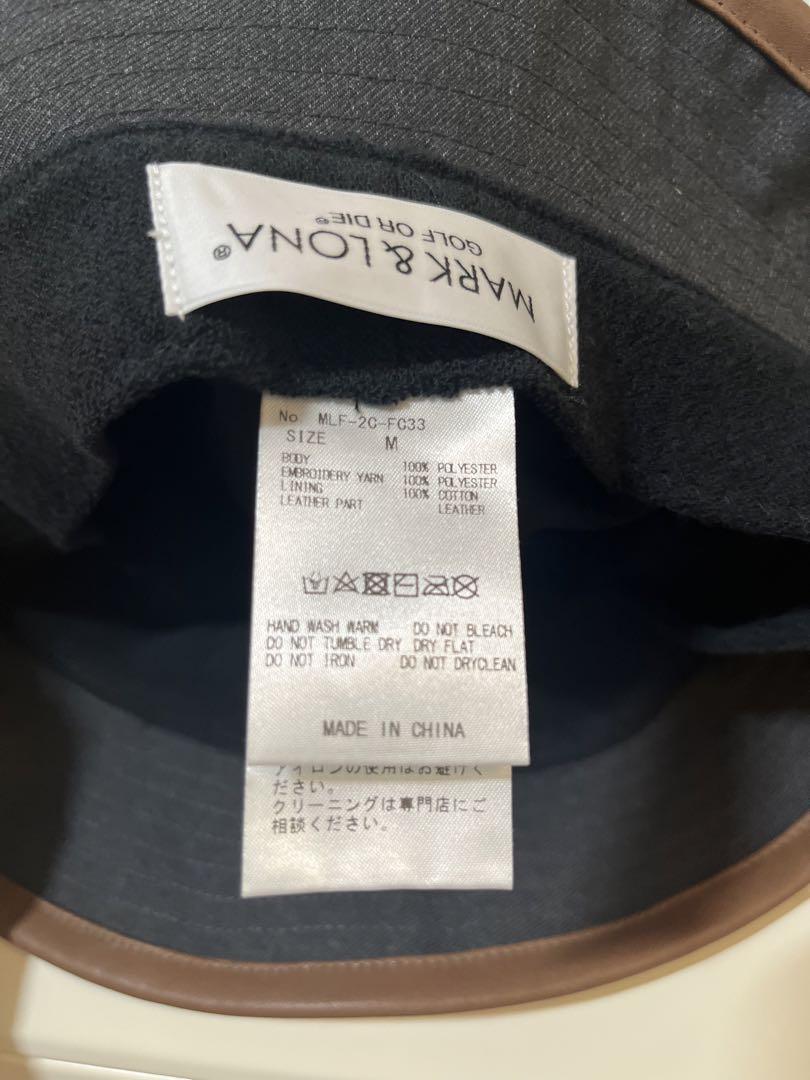 MARK & LONA®
GOLF OR DIE®
No MLF-2C-FC33
SIZE M
BODY 100% POLYESTER
EMBROIDERY YARN 100% POLYESTER
LINING 100% COTTON
LEATHER PART LEATHER
HAND WASH WARM DO NOT BLEACH
DO NOT TUMBLE DRY DRY FLAT
DO NOT IRON DO NOT DRYCLEAN
MADE IN CHINA
アイロンの使用はお避けく
ださい。
クリーニングは専門店にご
相談ください。